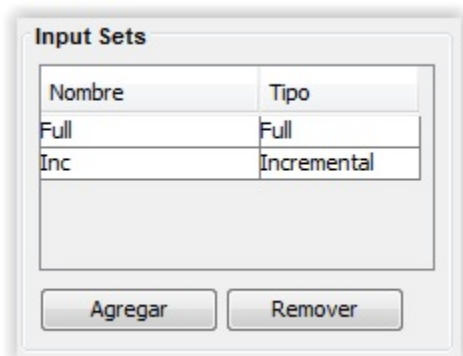 Input Sets
Nombre Tipo
Full Full
Inc Incremental
Agregar Remover